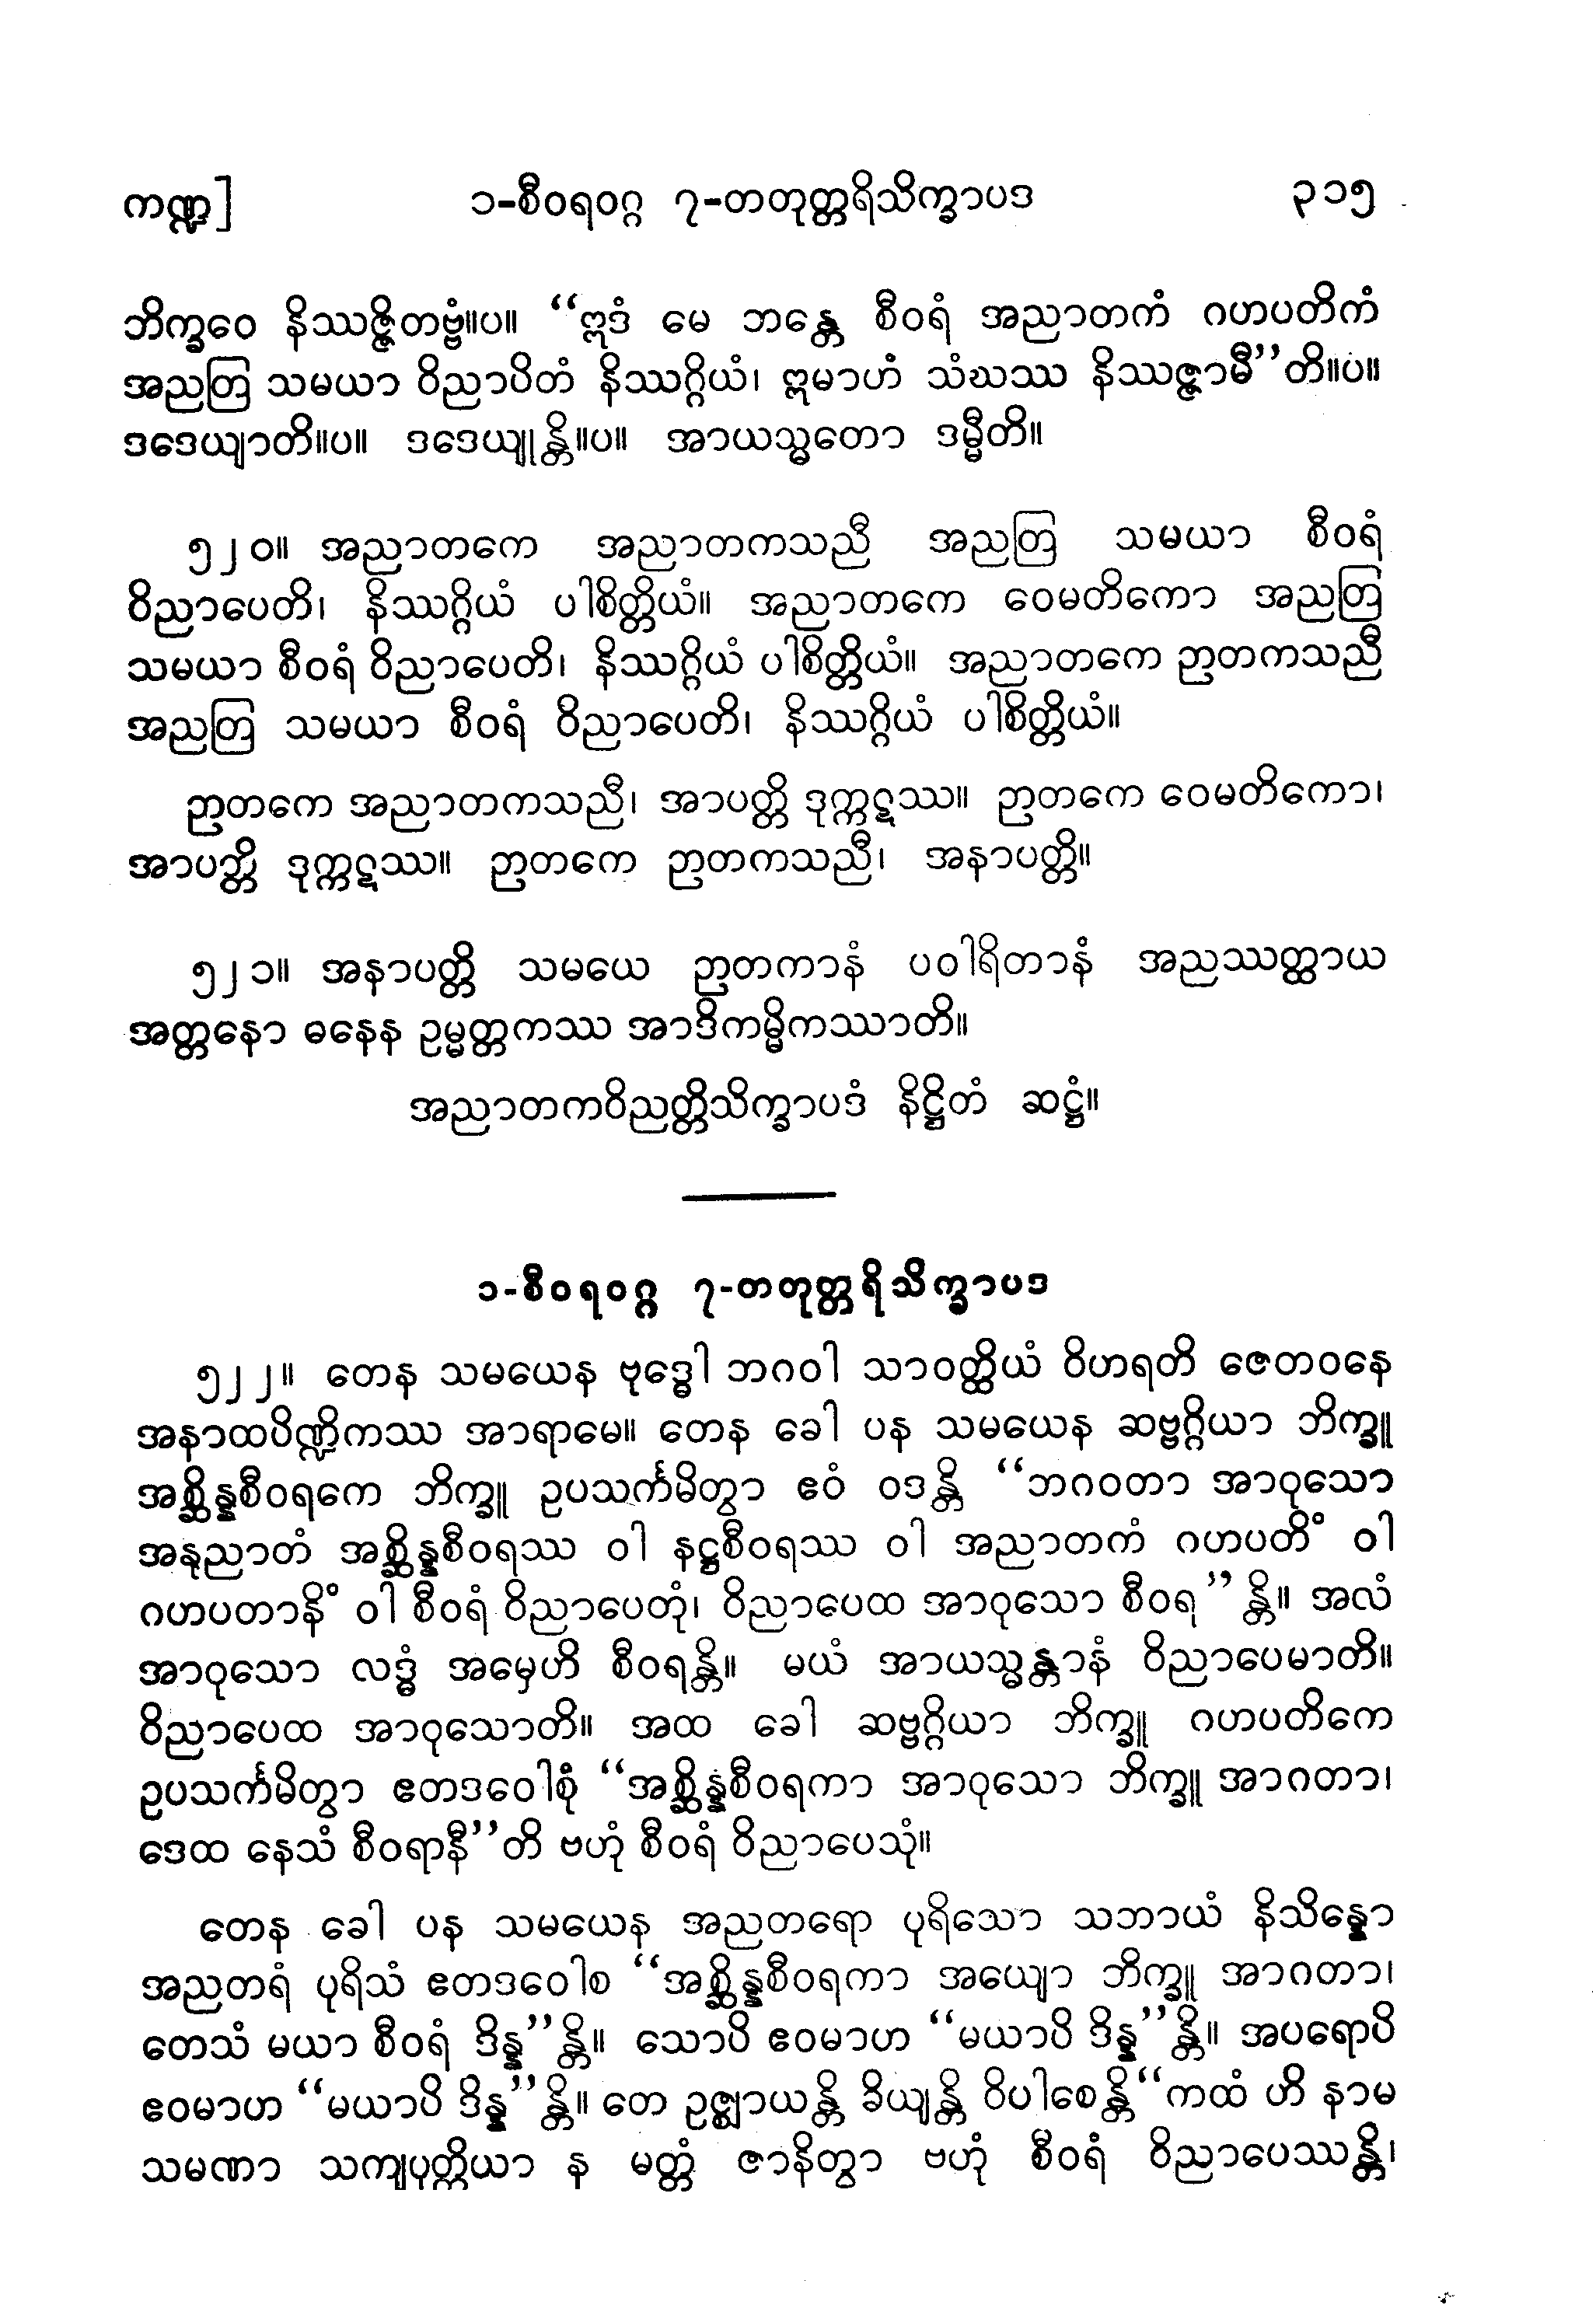 ကဏ္ဍ] ၁-စီဝရဝဂ္ဂ ၇-တတုတ္တရိသိက္ခာပဒ ၃၁၅
ဘိက္ခဝေ နိဿဇ္ဇိတဗ္ဗံ။ပ။ “ဣဒံ မေ ဘန္တေ စီဝရံ အညာတကံ ဂဟပတိကံ
အညတြ သမယာ ဝိညာပိတံ နိဿဂ္ဂိယံ၊ ဣမာဟံ သံဃဿ နိဿဇ္ဇာမီ”တိ။ပ။
ဒဒေယျာတိ။ပ။ ဒဒေယျုန္တိ။ပ။ အာယသ္မတော ဒမ္မီတိ။
၅၂၀။ အညာတကေ အညာတကသညီ အညတြ သမယာ စီဝရံ
ဝိညာပေတိ၊ နိဿဂ္ဂိယံ ပါစိတ္တိယံ။ အညာတကေ ဝေမတိကော အညတြ
သမယာ စီဝရံ ဝိညာပေတိ၊ နိဿဂ္ဂိယံ ပါစိတ္တိယံ။ အညာတကေ ဉာတကသညီ
အညတြ သမယာ စီဝရံ ဝိညာပေတိ၊ နိဿဂ္ဂိယံ ပါစိတ္တိယံ။
ဉာတကေ အညာတကသညီ၊ အာပတ္တိ ဒုက္ကဋဿ။ ဉာတကေ ဝေမတိကော၊
အာပတ္တိ ဒုက္ကဋဿ။ ဉာတကေ ဉာတကသညီ၊ အနာပတ္တိ။
၅၂၁။ အနာပတ္တိ သမယေ ဉာတကာနံ ပဝါရိတာနံ အညဿတ္ထာယ
အတ္တနော ဓနေန ဥမ္မတ္တကဿ အာဒိကမ္မိကဿာတိ။
အညာတကဝိညတ္တိသိက္ခာပဒံ နိဋ္ဌိတံ ဆဋ္ဌံ။
၁-စီဝရဝဂ္ဂ ၇-တတုတ္တရိသိက္ခာပဒ
၅၂၂။ တေန သမယေန ဗုဒ္ဓေါ ဘဂဝါ သာဝတ္ထိယံ ဝိဟရတိ ဇေတဝနေ
အနာထပိဏ္ဍိကဿ အာရာမေ။ တေန ခေါ ပန သမယေန ဆဗ္ဗဂ္ဂိယာ ဘိက္ခူ
အစ္ဆိန္နစီဝရကေ ဘိက္ခူ ဥပသင်္ကမိတွာ ဧဝံ ဝဒန္တိ “ဘဂဝတာ အာဝုသော
အနုညာတံ အစ္ဆိန္နစီဝရဿ ဝါ နဋ္ဌစီဝရဿ ဝါ အညာတကံ ဂဟပတိံ ဝါ
ဂဟပတာနိံ ဝါ စီဝရံ ဝိညာပေတုံ၊ ဝိညာပေထ အာဝုသော စီဝရ”န္တိ။ အလံ
အာဝုသော လဒ္ဓံ အမှေဟိ စီဝရန္တိ။ မယံ အာယသ္မန္တာနံ ဝိညာပေမာတိ။
ဝိညာပေထ အာဝုသောတိ။ အထ ခေါ ဆဗ္ဗဂ္ဂိယာ ဘိက္ခူ ဂဟပတိကေ
ဥပသင်္ကမိတွာ ဧတဒဝေါစုံ “အစ္ဆိန္နစီဝရကာ အာဝုသော ဘိက္ခူ အာဂတာ၊
ဒေထ နေသံ စီဝရာနီ”တိ ဗဟုံ စီဝရံ ဝိညာပေသုံ။
တေန ခေါ ပန သမယေန အညတရော ပုရိသော သဘာယံ နိသိန္နော
အညတရံ ပုရိသံ ဧတဒဝေါစ “အစ္ဆိန္နစီဝရကာ အယျော ဘိက္ခူ အာဂတာ၊
တေသံ မယာ စီဝရံ ဒိန္န”န္တိ။ သောပိ ဧဝမာဟ “မယာပိ ဒိန္န”န္တိ။ အပရောပိ
ဧဝမာဟ “မယာပိ ဒိန္န”န္တိ။ တေ ဥဇ္ဈာယန္တိ ခိယျန္တိ ဝိပါစေန္တိ “ကထံ ဟိ နာမ
သမဏာ သကျပုတ္တိယာ န မတ္တံ ဇာနိတွာ ဗဟုံ စီဝရံ ဝိညာပေဿန္တိ၊